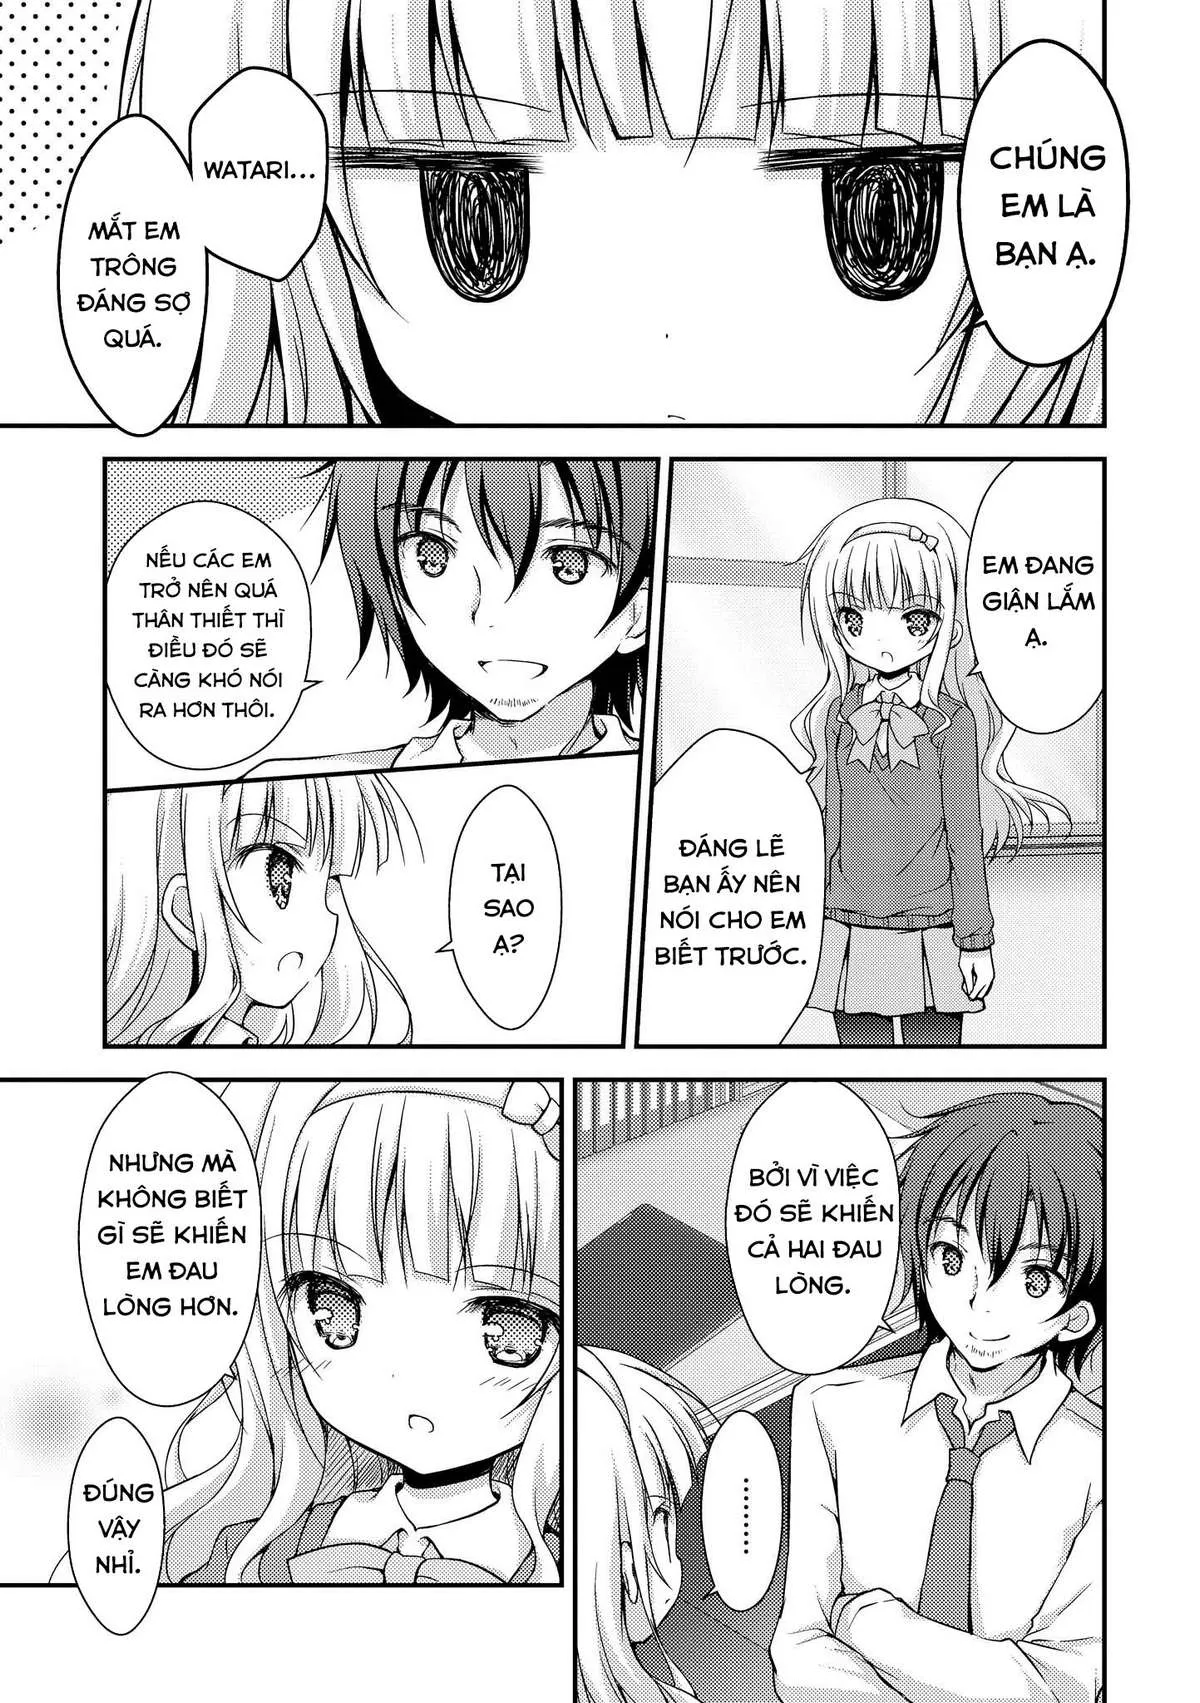 CHÚNG
EM LÀ
BẠN Ạ.
WATARI...
MẮT EM
TRÔNG
ĐÁNG SỢ
QUÁ.
EM ĐANG
GIẬN LẮM
Ạ.
ĐÁNG LẼ
BẠN ẤY NÊN
NÓI CHO EM
BIẾT TRƯỚC.
NẾU CÁC EM
TRỞ NÊN QUÁ
THÂN THIẾT THÌ
ĐIỀU ĐÓ SẼ
CÀNG KHÓ NÓI
RA HƠN THÔI.
TẠI
SAO
Ạ?
BỞI VÌ VIỆC
ĐÓ SẼ KHIẾN
CẢ HAI ĐAU
LÒNG.
.........
NHƯNG MÀ
KHÔNG BIẾT
GÌ SẼ KHIẾN
EM ĐAU
LÒNG HƠN.
ĐÚNG
VẬY
NHỈ.